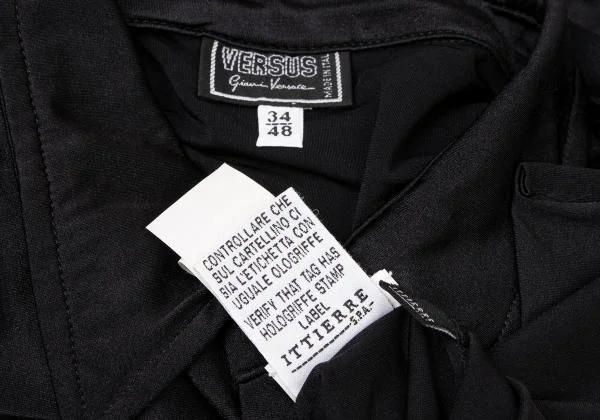 VERSUS
Gianni Versace
MADE IN ITALY
34
48
CONTROLLARE CHE
SUL CARTELLINO CI
SIA L'ETICHETTA CON
UGUALE OLOGRIFFE
VERIFY THAT TAG HAS
HOLOGRIFFE STAMP
LABEL
ITTIERRE
S.P.A.